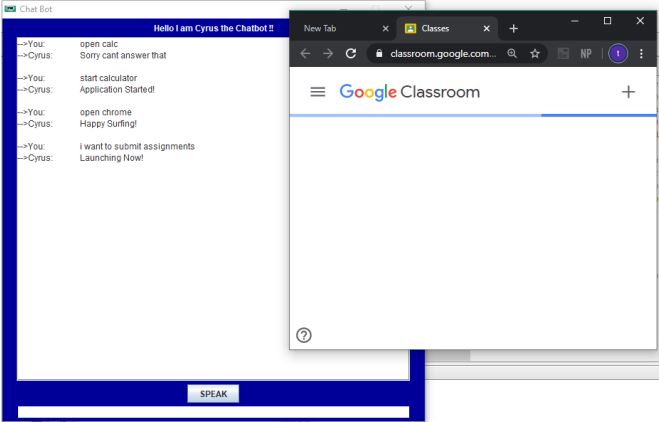 Chat Bot
Hello I am Cyrus the Chatbot !!
-->You: open calc
-->Cyrus: Sorry cant answer that
-->You: start calculator
-->Cyrus: Application Started!
-->You: open chrome
-->Cyrus: Happy Surfing!
-->You: i want to submit assignments
-->Cyrus: Launching Now!
SPEAK
New Tab
Classes
classroom.google.com...
NP
t
Google Classroom